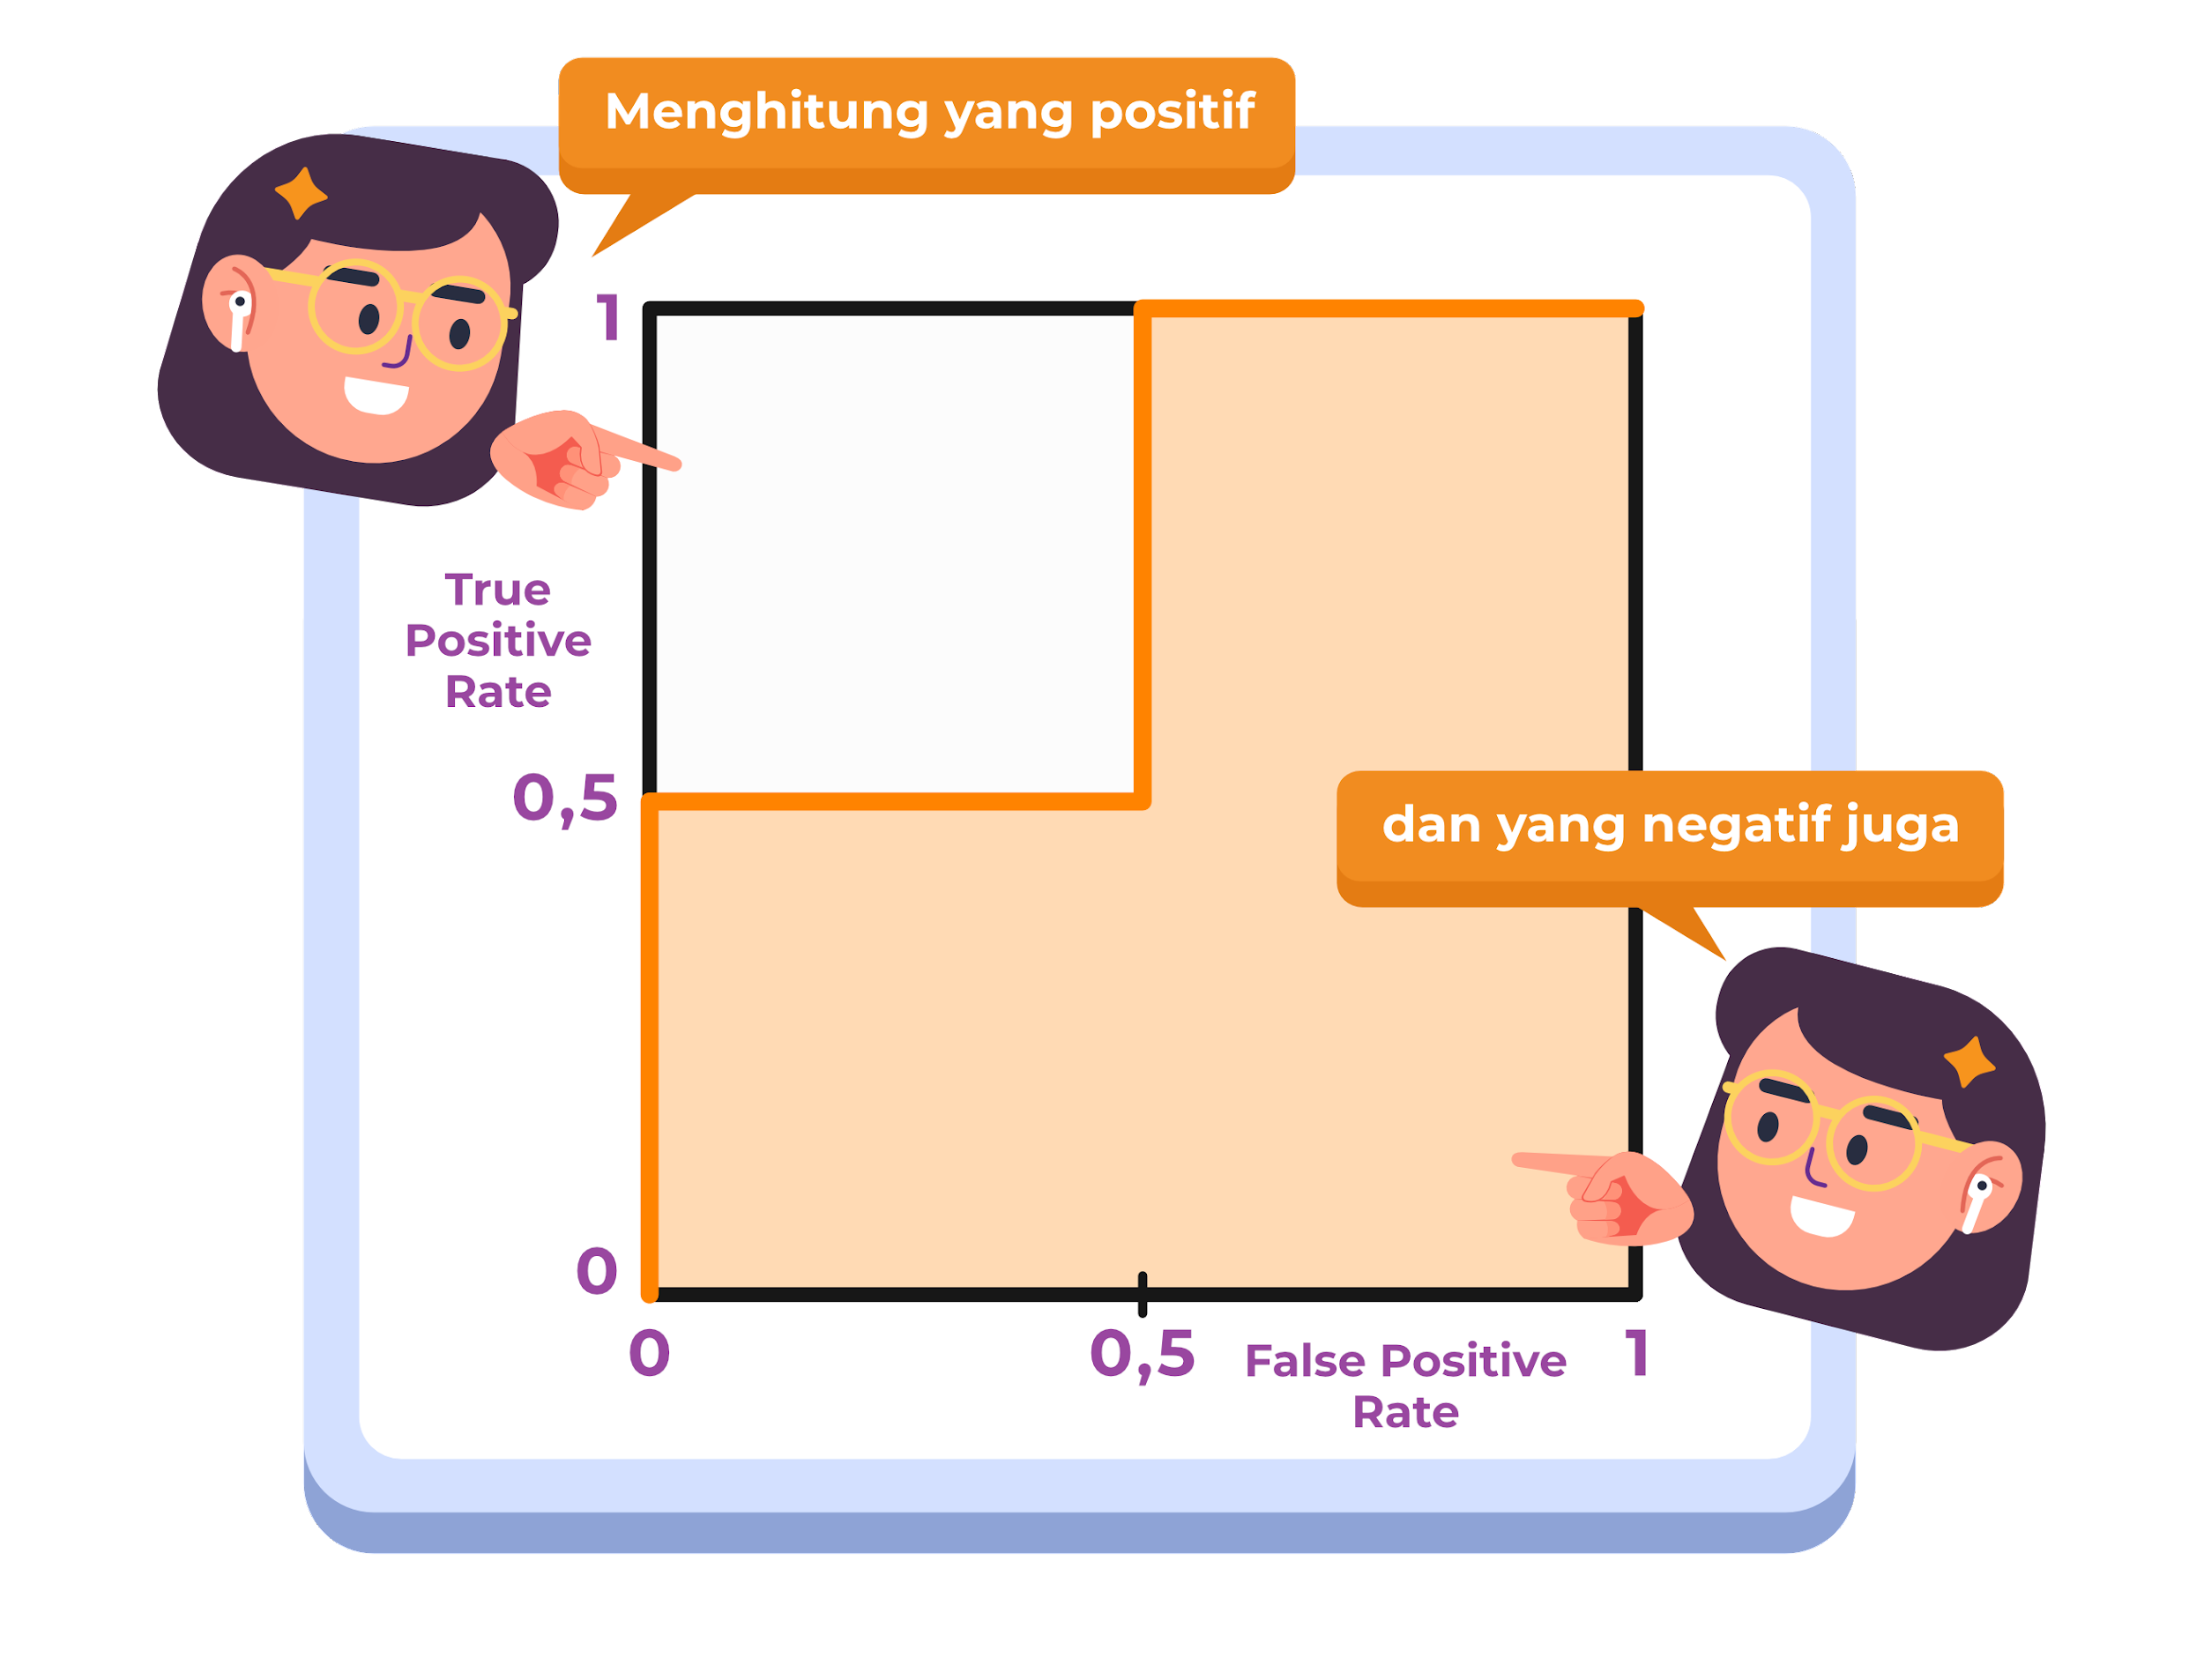 Menghitung yang positif
1
True
Positive
Rate
0,5
dan yang negatif juga
0
0
0,5
False Positive
Rate
1